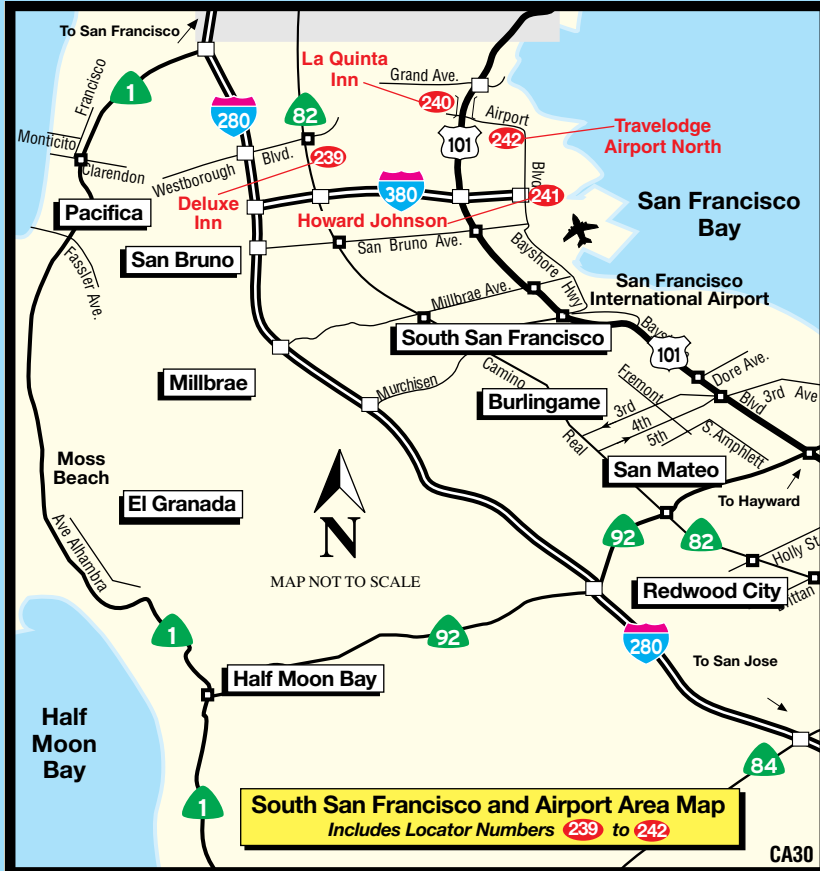 To San Francisco
1
Francisco
Monticito
Clarendon
Pacifica
Fassler Ave.
280
82
Westborough Blvd.
239
Deluxe
Inn
La Quinta
Inn
Grand Ave.
240
Airport
Blvd
101
242
Travelodge
Airport North
380
241
Howard Johnson
San Bruno Ave.
San Bruno
Bayshore Hwy
San Francisco
Bay
San Francisco
International Airport
Millbrae Ave.
South San Francisco
101
Millbrae
Murchisen
Camino
Real
Burlingame
Fremont
Dore Ave.
Blvd
3rd Ave
3rd
4th
5th
S. Amphlett
San Mateo
To Hayward
Moss
Beach
El Granada
Ave Alhambra
N
MAP NOT TO SCALE
92
82
Holly St
Redwood City
1
92
280
To San Jose
Half Moon Bay
Half
Moon
Bay
84
1
South San Francisco and Airport Area Map
Includes Locator Numbers 239 to 242
CA30